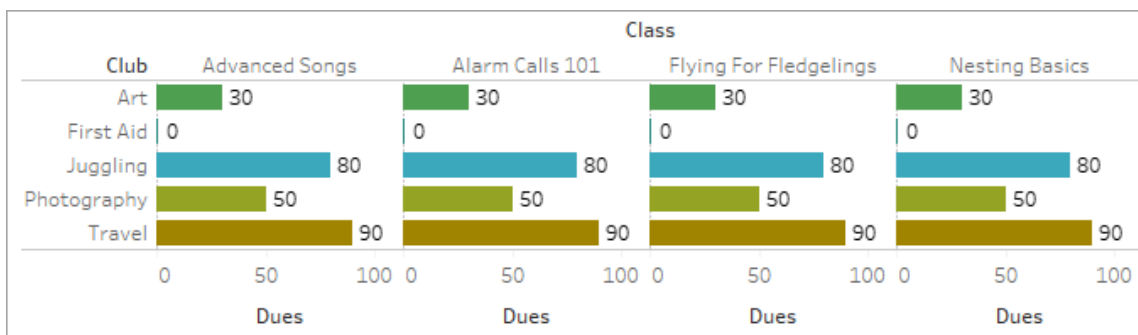 Class
Club Advanced Songs Alarm Calls 101 Flying For Fledgelings Nesting Basics
Art 30 30 30 30
First Aid 0 0 0 0
Juggling 80 80 80 80
Photography 50 50 50 50
Travel 90 90 90 90
0 50 100 0 50 100 0 50 100 0 50 100
Dues Dues Dues Dues